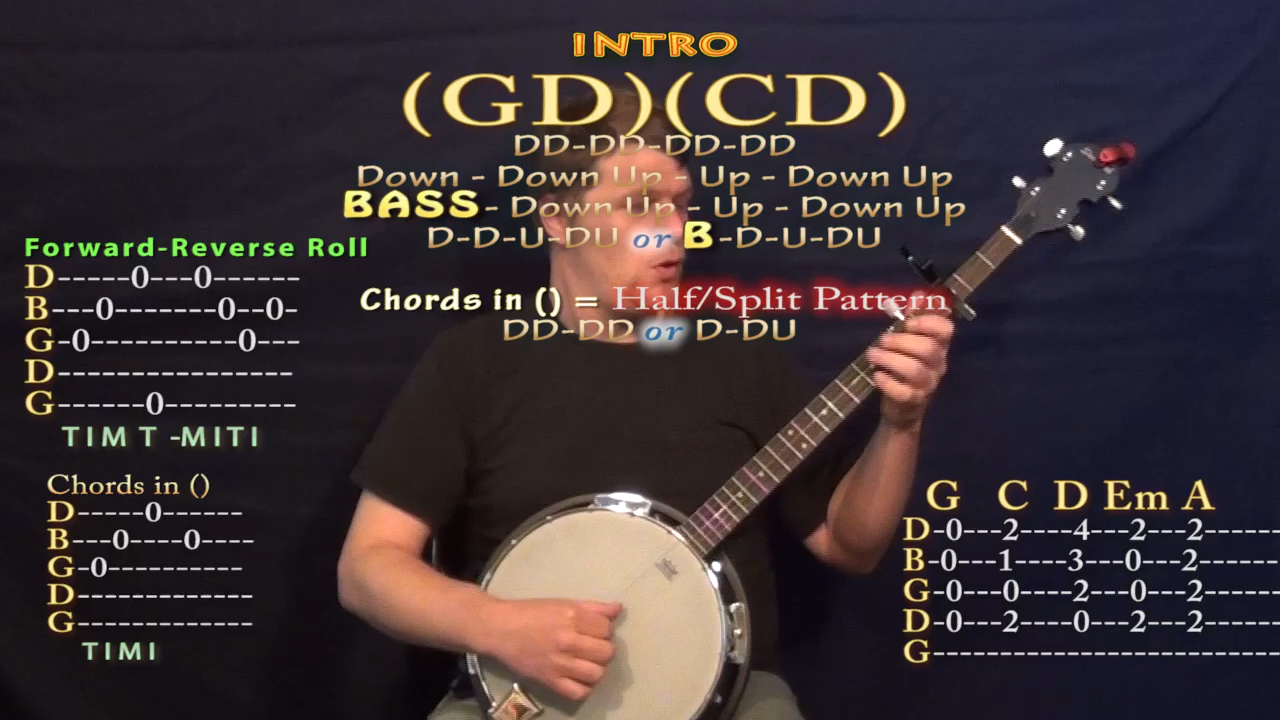 INTRO
(GD)(CD)
DD-DD-DD-DD
Down - Down Up - Up - Down Up
BASS - Down Up - Up - Down Up
D-D-U-DU or B-D-U-DU
Chords in () = Half/Split Pattern
DD-DD or D-DU
Forward-Reverse Roll
D-----0---0------
B---0-------0--0-
G-0----------0---
D----------------
G------0---------
TIM T -MITI
Chords in ()
D-----0------
B---0----0----
G-0----------
D-------------
G-------------
TIMI
G C D Em A
D-0---2----4---2---2------
B-0---1----3---0---2------
G-0---0----2---0---2------
D-0---2----0---2---2------
G-------------------------